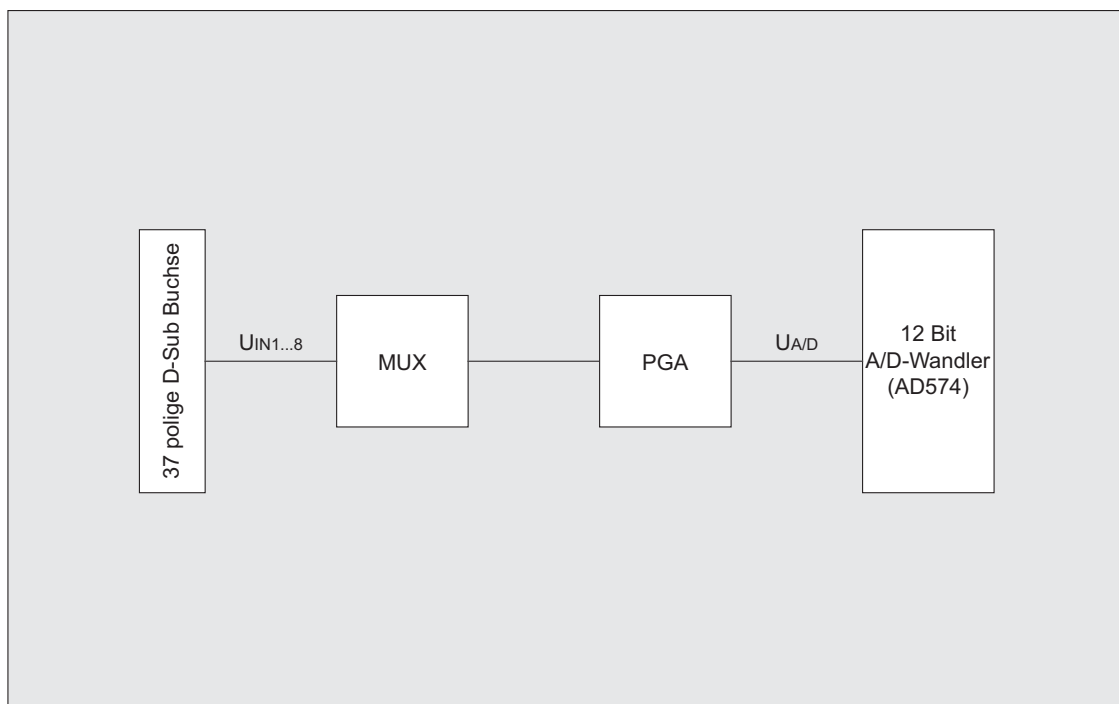 37 polige D-Sub Buchse
UIN1...8
MUX
PGA
UA/D
12 Bit
A/D-Wandler
(AD574)